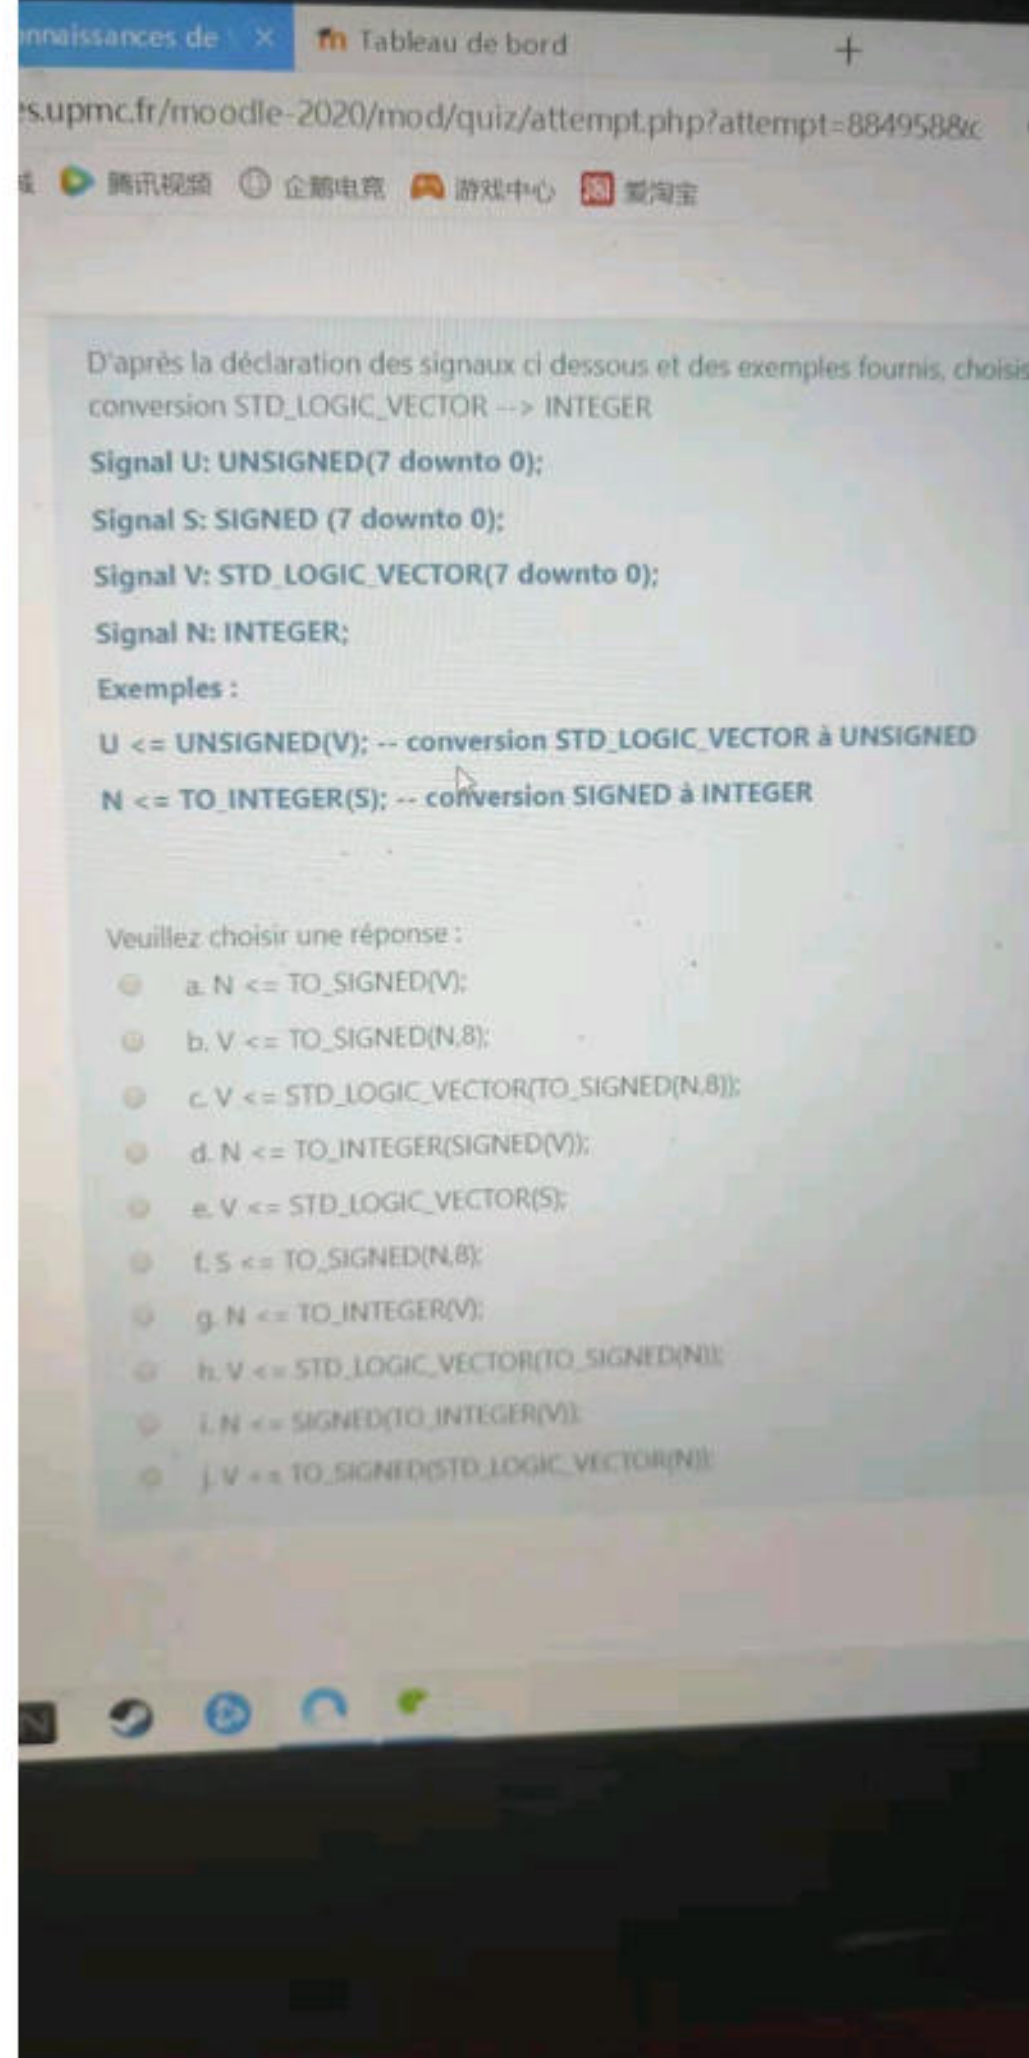 nnaissances de
Tableau de bord
s.upmc.fr/moodle-2020/mod/quiz/attempt.php?attempt=884958&c
腾讯视频 企鹅电竞 游戏中心 爱淘宝
D'après la déclaration des signaux ci dessous et des exemples fournis, choisis
conversion STD_LOGIC_VECTOR --> INTEGER
Signal U: UNSIGNED(7 downto 0);
Signal S: SIGNED (7 downto 0);
Signal V: STD_LOGIC_VECTOR(7 downto 0);
Signal N: INTEGER;
Exemples :
U <= UNSIGNED(V); -- conversion STD_LOGIC_VECTOR à UNSIGNED
N <= TO_INTEGER(S); -- conversion SIGNED à INTEGER
Veuillez choisir une réponse :
a. N <= TO_SIGNED(V);
b. V <= TO_SIGNED(N,8);
c. V <= STD_LOGIC_VECTOR(TO_SIGNED(N,8));
d. N <= TO_INTEGER(SIGNED(V));
e. V <= STD_LOGIC_VECTOR(S);
f. S <= TO_SIGNED(N,8);
g. N <= TO_INTEGER(V);
h. V <= STD_LOGIC_VECTOR(TO_SIGNED(N));
i. N <= SIGNED(TO_INTEGER(V));
j. V <= TO_SIGNED(STD_LOGIC_VECTOR(N));